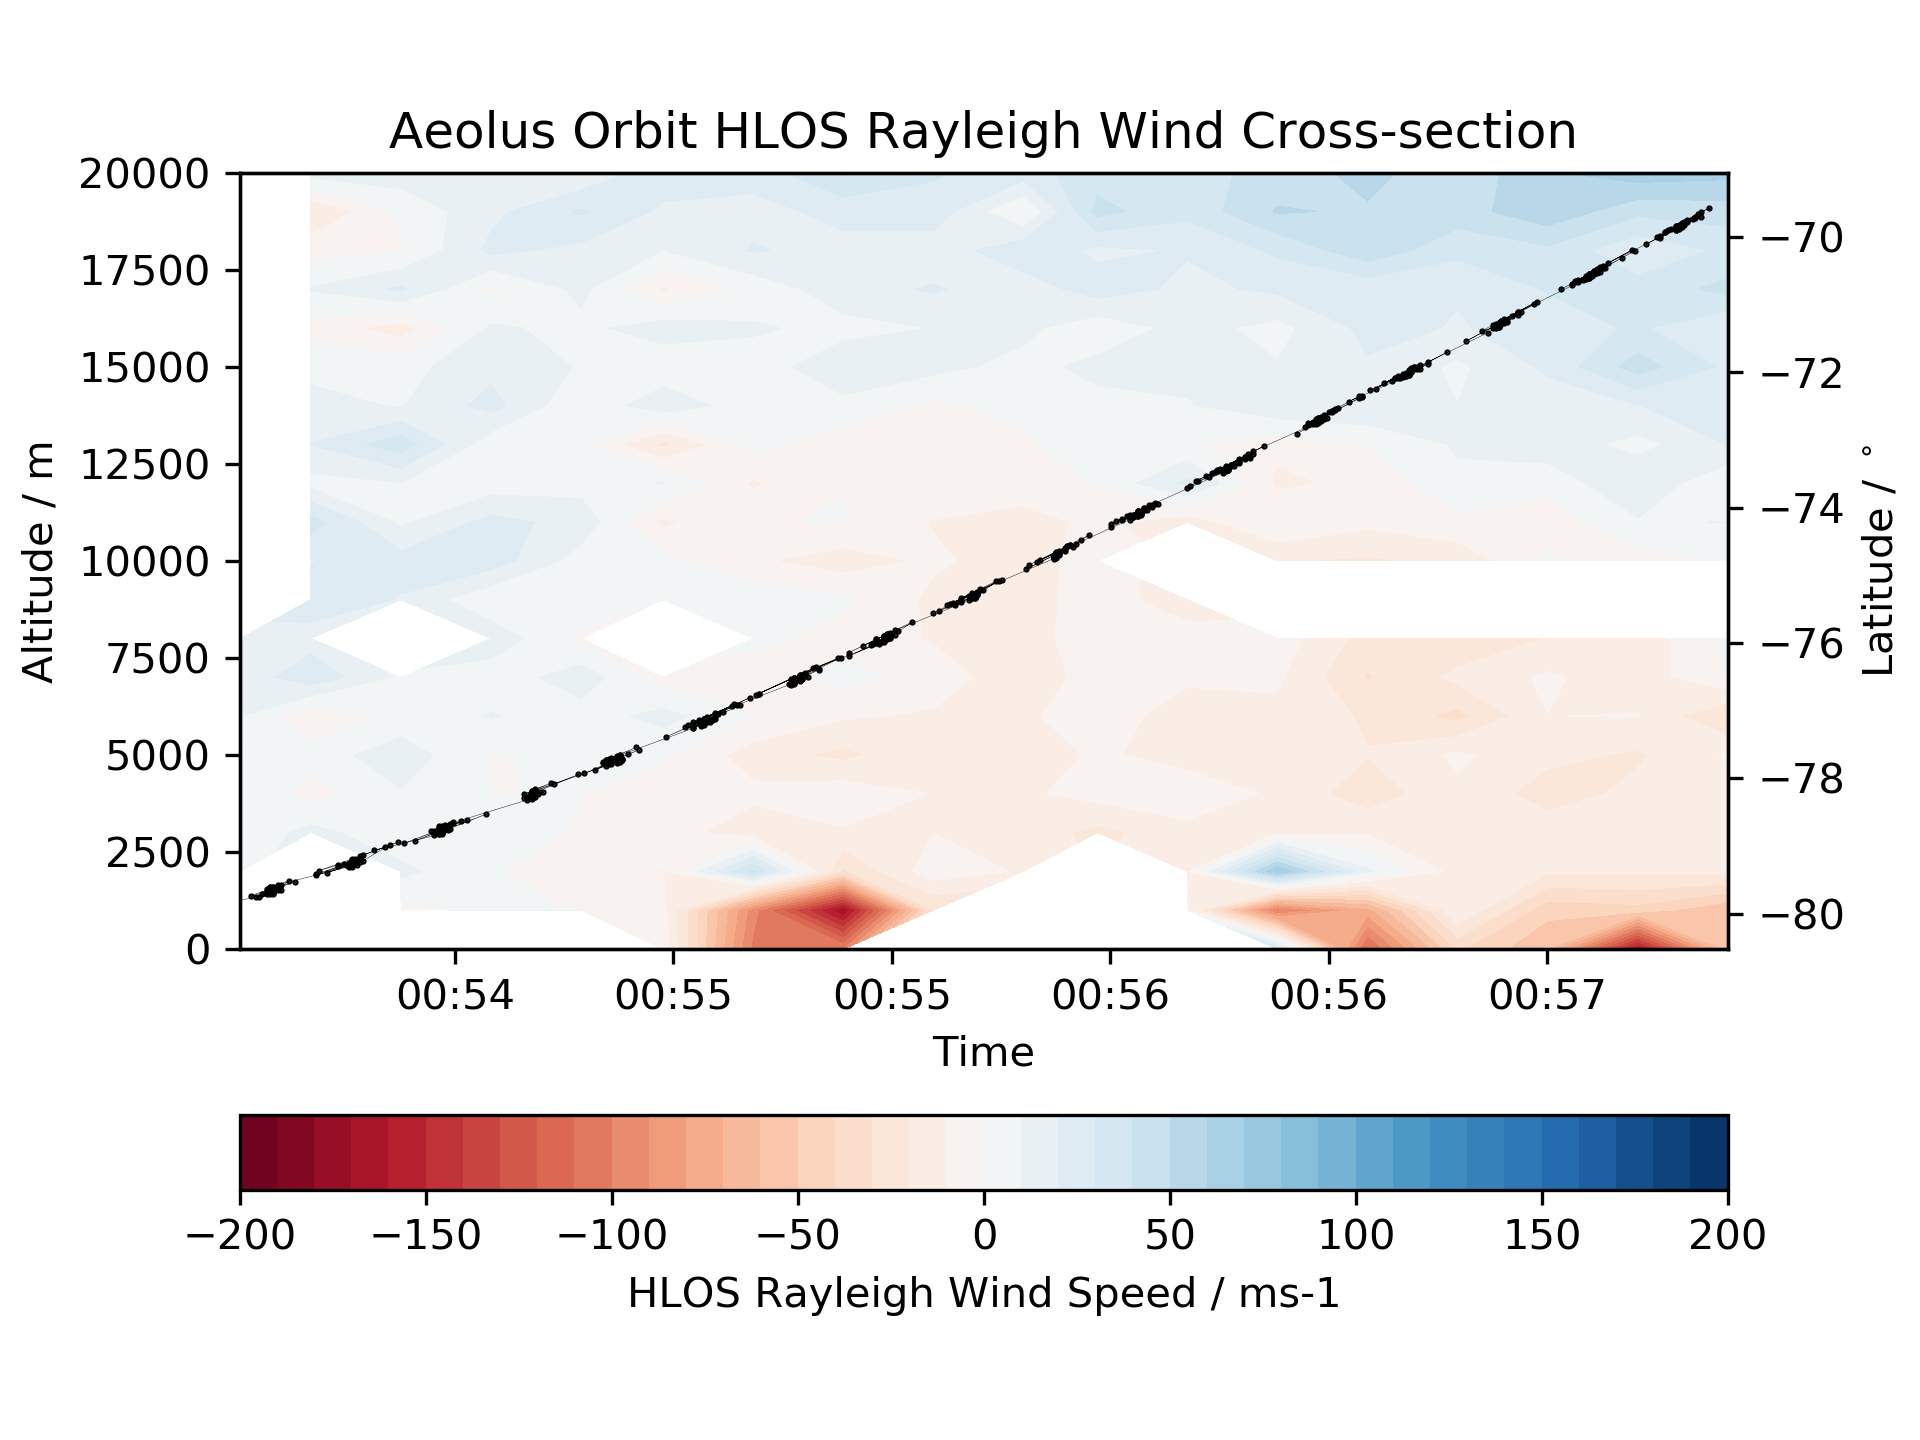 Aeolus Orbit HLOS Rayleigh Wind Cross-section
20000
17500
15000
12500
10000
7500
5000
2500
0
Altitude / m
−70
−72
−74
−76
−78
−80
Latitude / °
00:54 00:55 00:55 00:56 00:56 00:57
Time
−200 −150 −100 −50 0 50 100 150 200
HLOS Rayleigh Wind Speed / ms-1